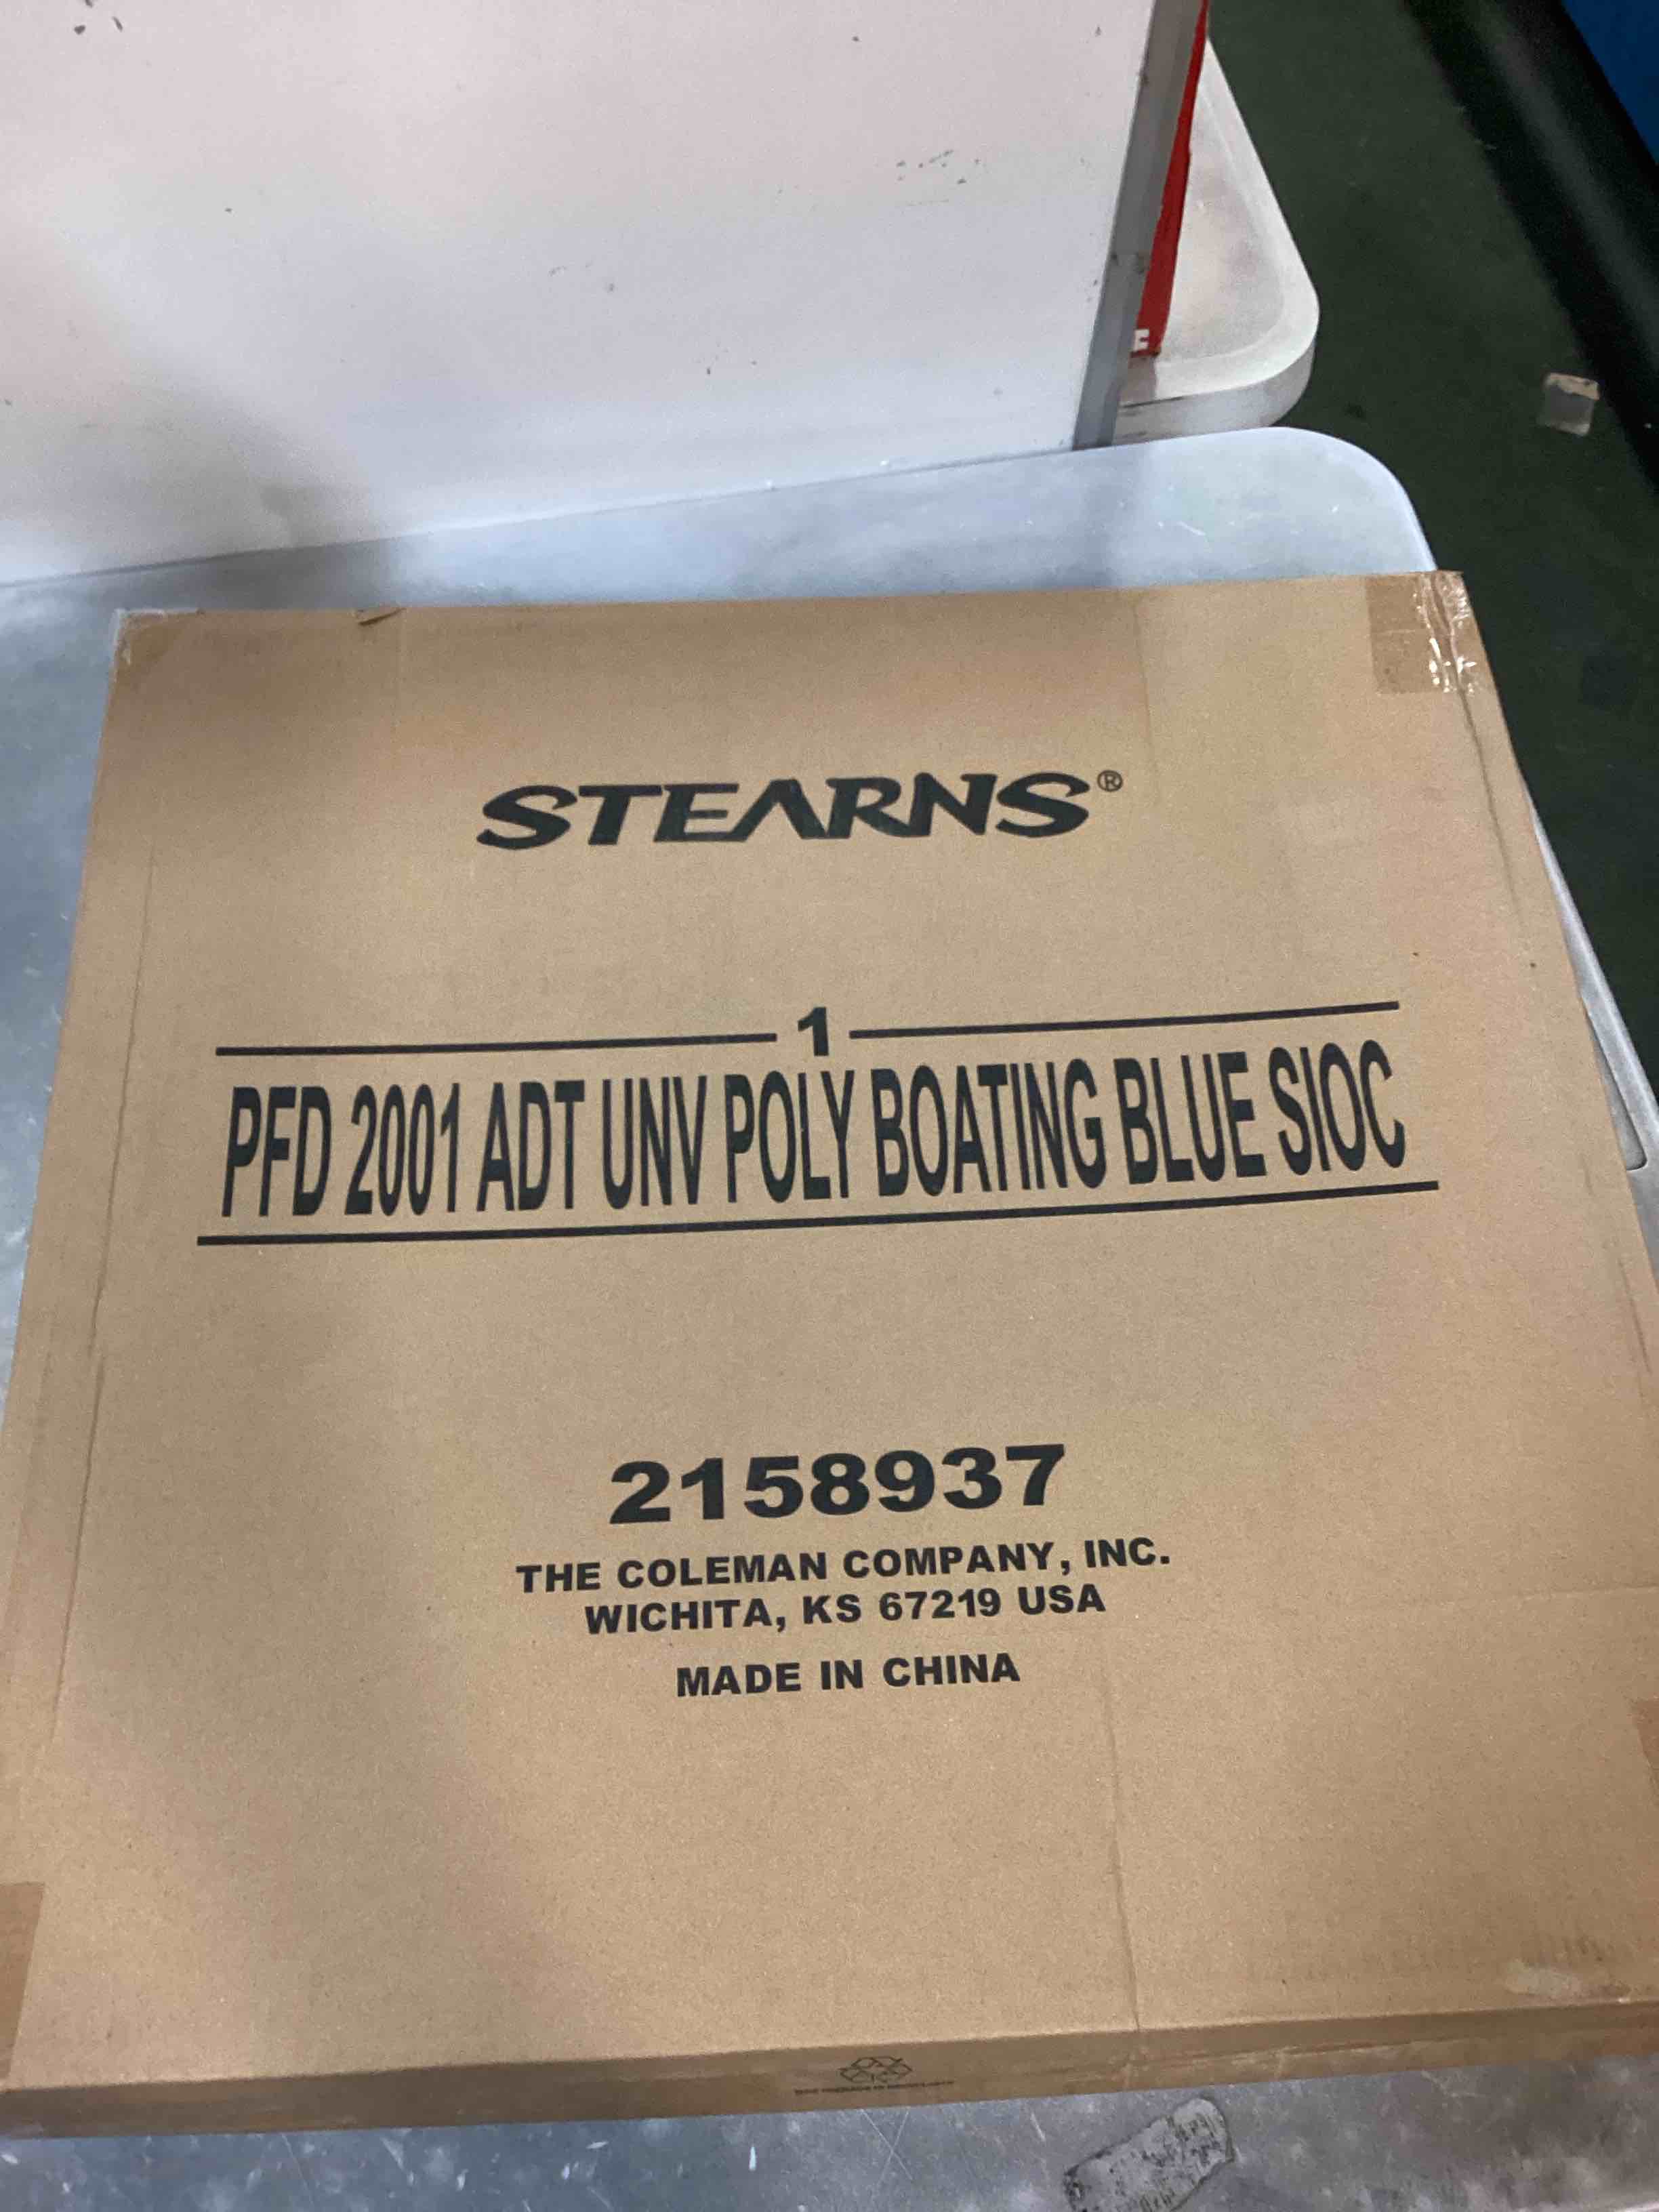 STEARNS®
1
PFD 2001 ADT UNV POLY BOATING BLUE SIOC
2158937
THE COLEMAN COMPANY, INC.
WICHITA, KS 67219 USA
MADE IN CHINA